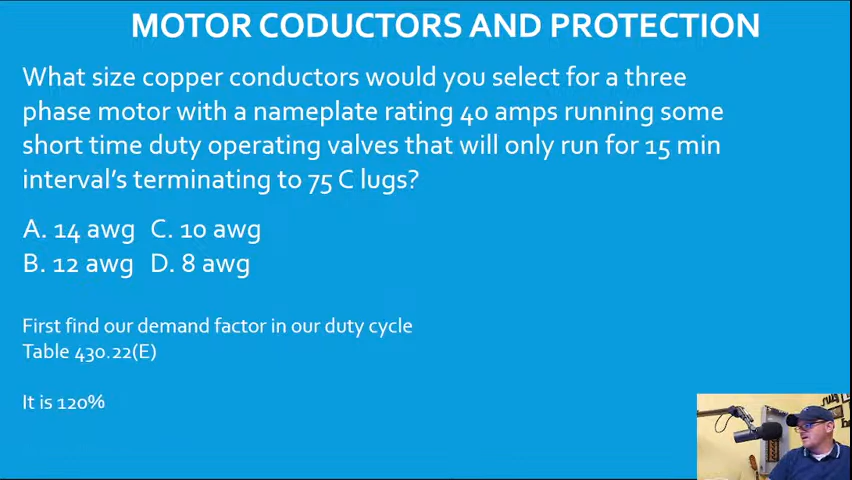 MOTOR CODUCTORS AND PROTECTION
What size copper conductors would you select for a three
phase motor with a nameplate rating 40 amps running some
short time duty operating valves that will only run for 15 min
interval's terminating to 75 C lugs?
A. 14 awg C. 10 awg
B. 12 awg D. 8 awg
First find our demand factor in our duty cycle
Table 430.22(E)
It is 120%